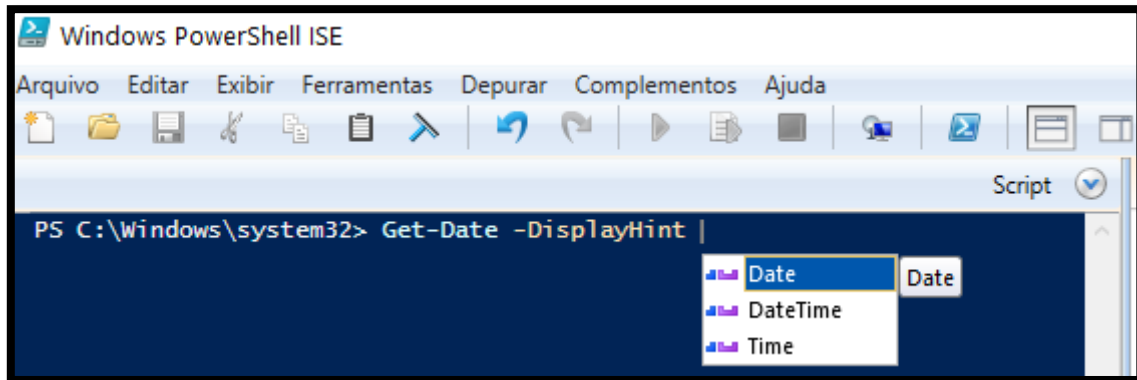 Windows PowerShell ISE
Arquivo Editar Exibir Ferramentas Depurar Complementos Ajuda
Script
PS C:\Windows\system32> Get-Date -DisplayHint
Date Date
DateTime
Time